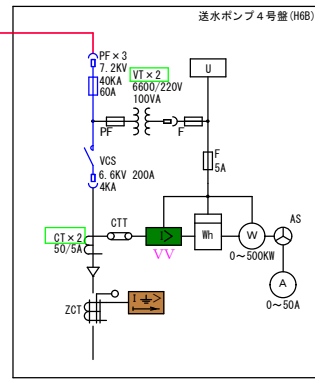 送水ポンプ4号盤(H6B)
PF×3
7.2KV
40KA
60A
VT×2
6600/220V
100VA
U
PF
F
F
5A
VCS
6.6KV 200A
4KA
CTT
CT×2
50/5A
I>
VV
Wh
W
AS
0~500KW
A
0~50A
ZCT
I >